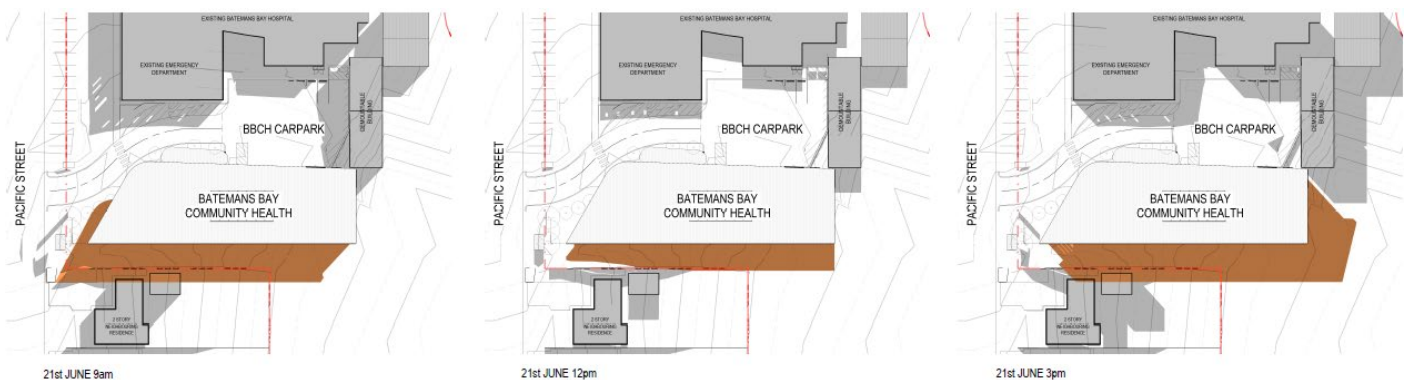 EXISTING BATEMANS BAY HOSPITAL
EXISTING EMERGENCY
DEPARTMENT
DEMOUNTABLE
BUILDING
BBCH CARPARK
PACIFIC STREET
BATEMANS BAY
COMMUNITY HEALTH
2 STORY
NEIGHBOURING
RESIDENCE
21st JUNE 9am
EXISTING BATEMANS BAY HOSPITAL
EXISTING EMERGENCY
DEPARTMENT
DEMOUNTABLE
BUILDING
BBCH CARPARK
PACIFIC STREET
BATEMANS BAY
COMMUNITY HEALTH
2 STORY
NEIGHBOURING
RESIDENCE
21st JUNE 12pm
EXISTING BATEMANS BAY HOSPITAL
EXISTING EMERGENCY
DEPARTMENT
DEMOUNTABLE
BUILDING
BBCH CARPARK
PACIFIC STREET
BATEMANS BAY
COMMUNITY HEALTH
2 STORY
NEIGHBOURING
RESIDENCE
21st JUNE 3pm